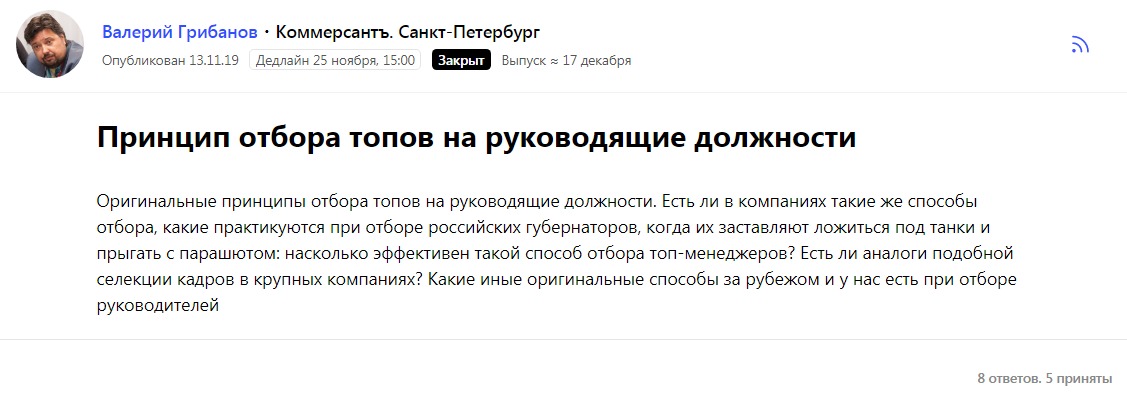 Валерий Грибанов · Коммерсантъ. Санкт-Петербург
Опубликован 13.11.19 Дедлайн 25 ноября, 15:00 Закрыт Выпуск ≈ 17 декабря
Принцип отбора топов на руководящие должности
Оригинальные принципы отбора топов на руководящие должности. Есть ли в компаниях такие же способы
отбора, какие практикуются при отборе российских губернаторов, когда их заставляют ложиться под танки и
прыгать с парашютом: насколько эффективен такой способ отбора топ-менеджеров? Есть ли аналоги подобной
селекции кадров в крупных компаниях? Какие иные оригинальные способы за рубежом и у нас есть при отборе
руководителей
8 ответов. 5 приняты